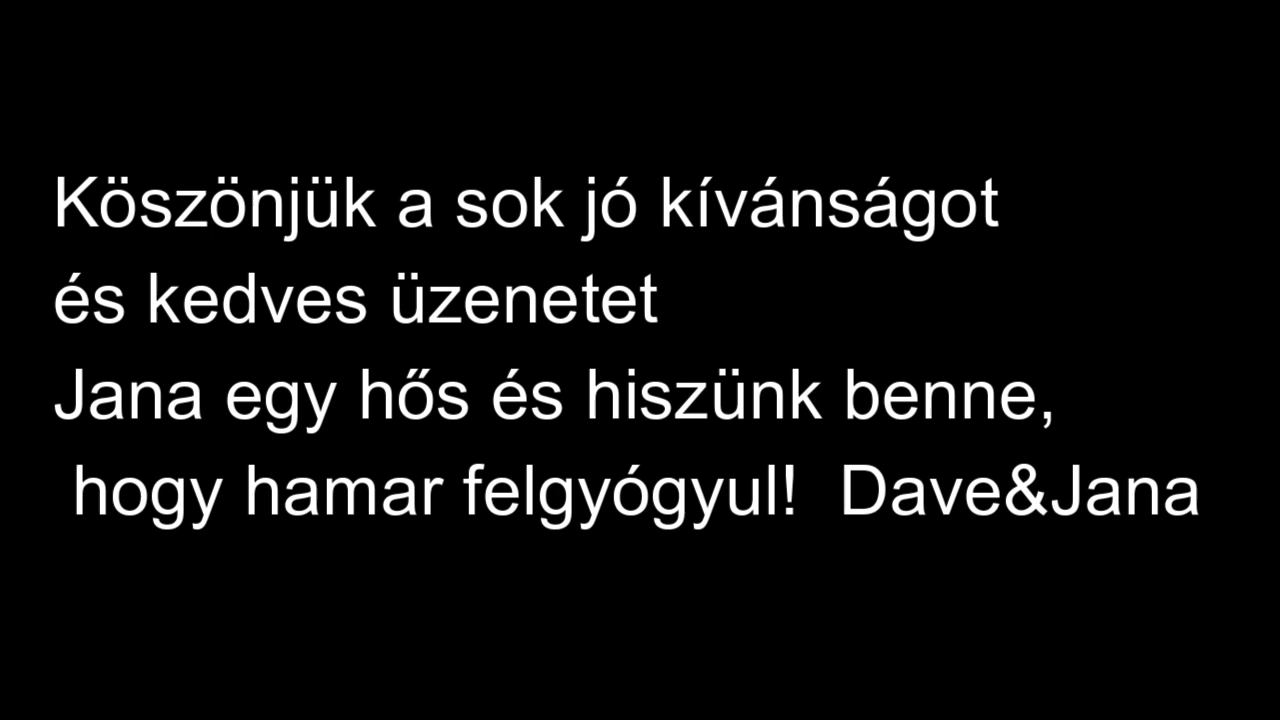 Köszönjük a sok jó kívánságot
és kedves üzenetet
Jana egy hős és hiszünk benne,
hogy hamar felgyógyul!  Dave&Jana